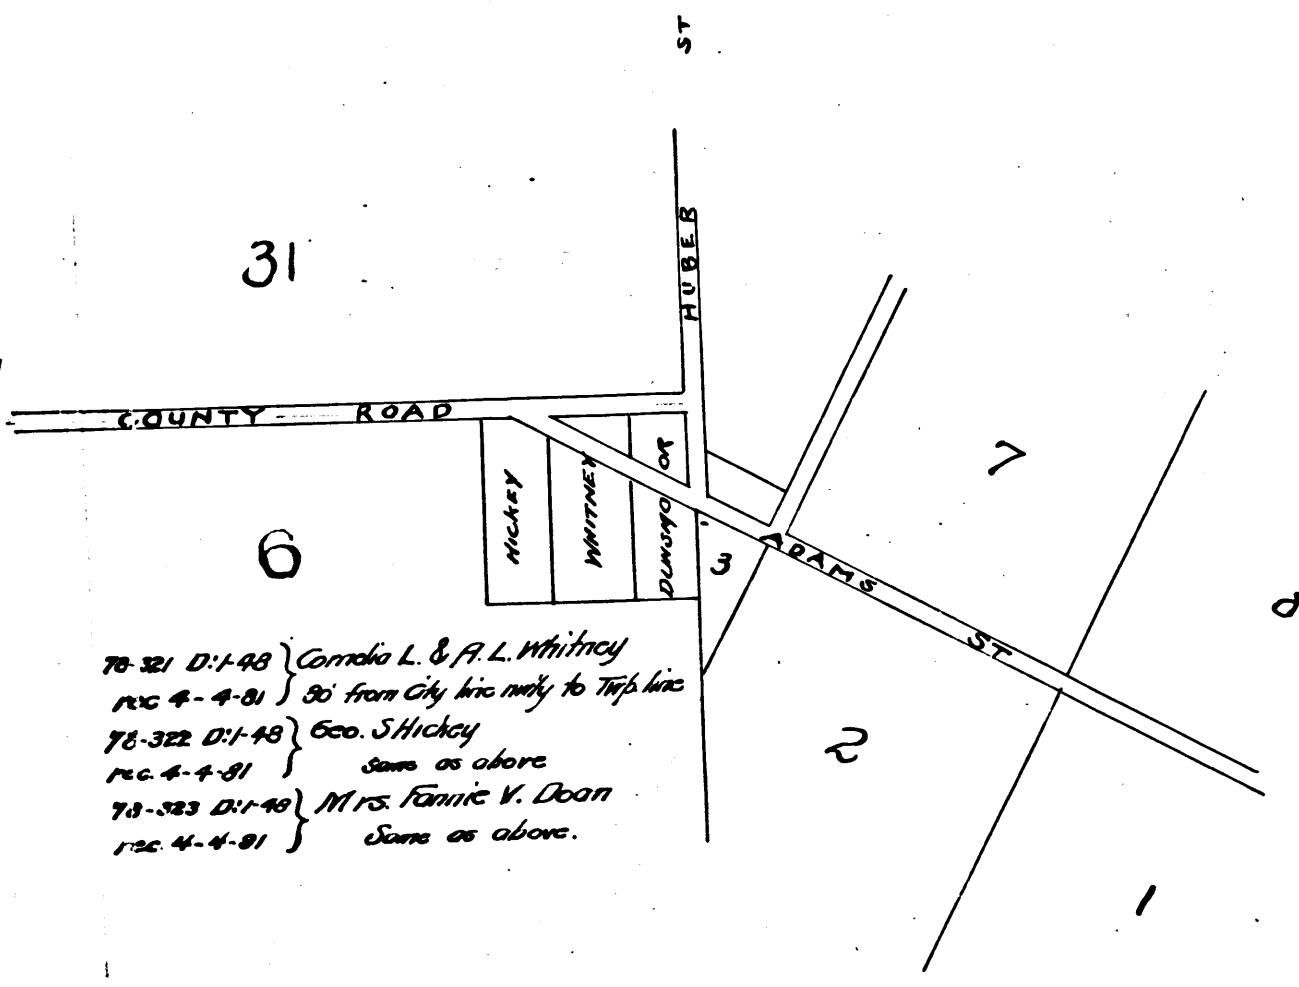 HUBER ST
31
COUNTY ROAD
HICKEY
WHITNEY
DUNSMOOR
7
6
3
ADAMS ST
8
78-321 D:1-48 } Cornelia L. & A.L. Whitney
rec 4-4-81 } 80' from City line nwly to Twp. line
78-322 D:1-48 } Geo. S Hickey
rec. 4-4-81 } Same as above
78-323 D:1-48 } Mrs. Fannie V. Doan
rec. 4-4-81 } Same as above.
2
1